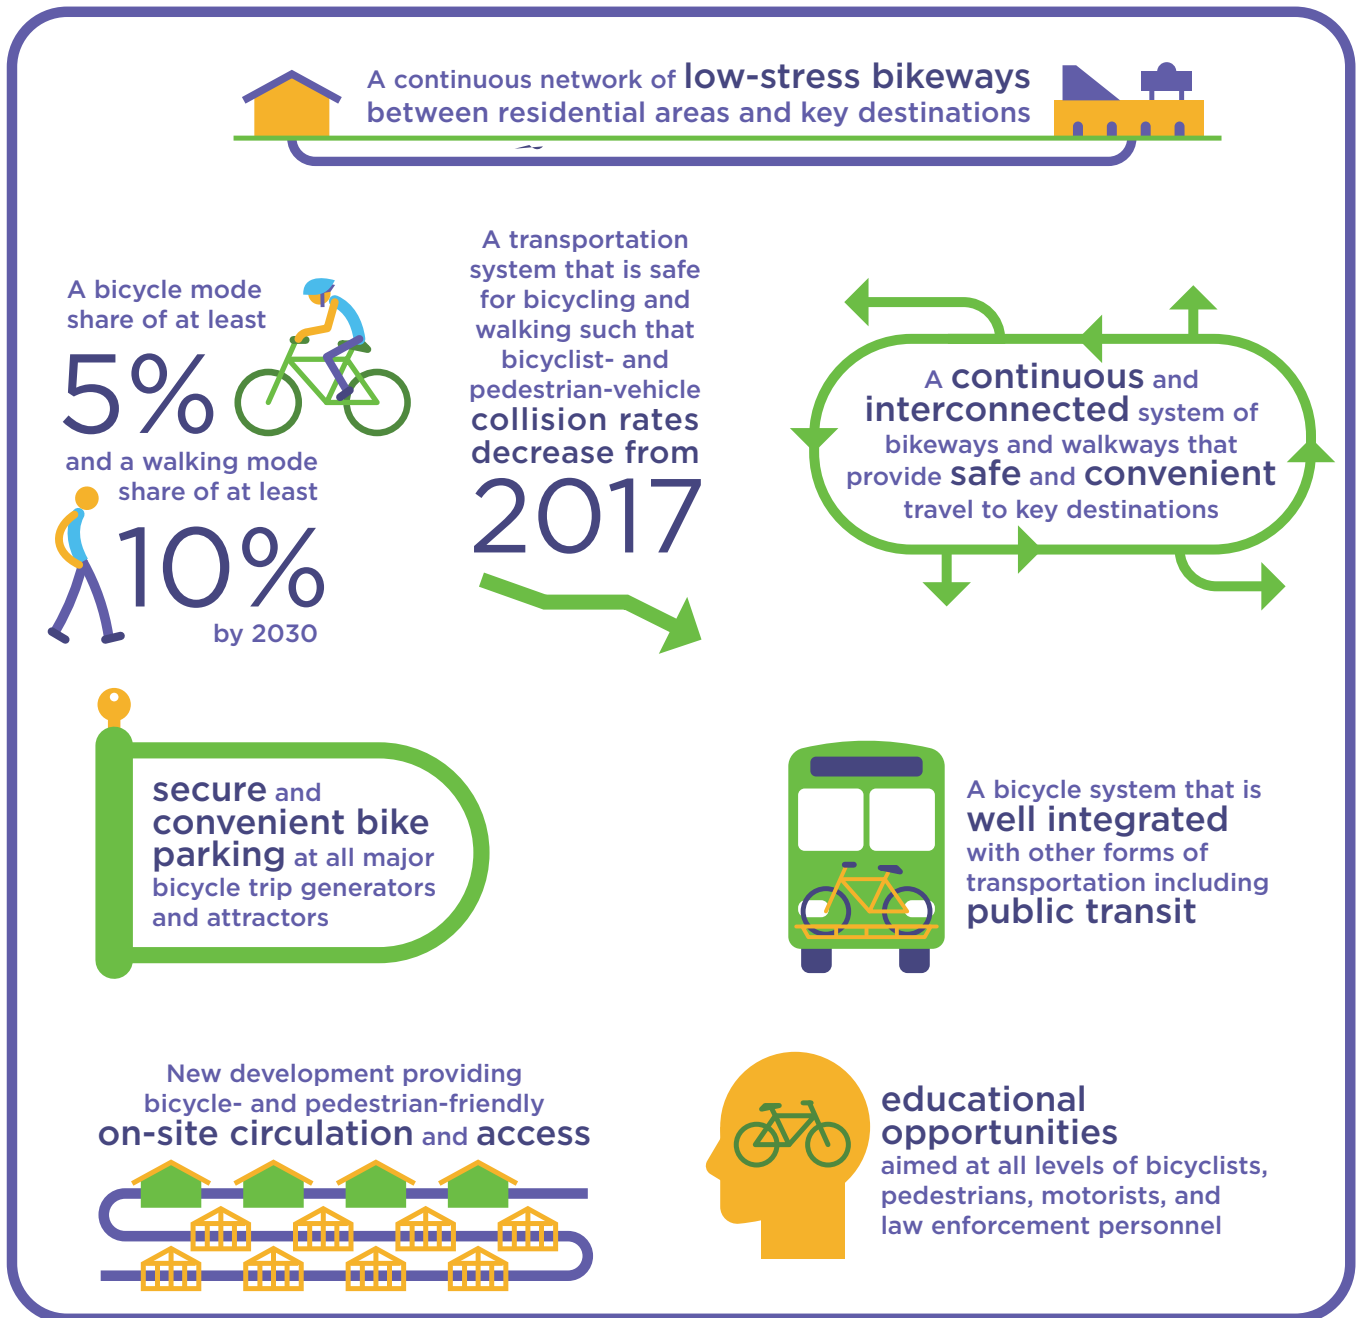 A continuous network of low-stress bikeways
between residential areas and key destinations
A bicycle mode
share of at least
5%
and a walking mode
share of at least
10%
by 2030
A transportation
system that is safe
for bicycling and
walking such that
bicyclist- and
pedestrian-vehicle
collision rates
decrease from
2017
A continuous and
interconnected system of
bikeways and walkways that
provide safe and convenient
travel to key destinations
secure and
convenient bike
parking at all major
bicycle trip generators
and attractors
A bicycle system that is
well integrated
with other forms of
transportation including
public transit
New development providing
bicycle- and pedestrian-friendly
on-site circulation and access
educational
opportunities
aimed at all levels of bicyclists,
pedestrians, motorists, and
law enforcement personnel